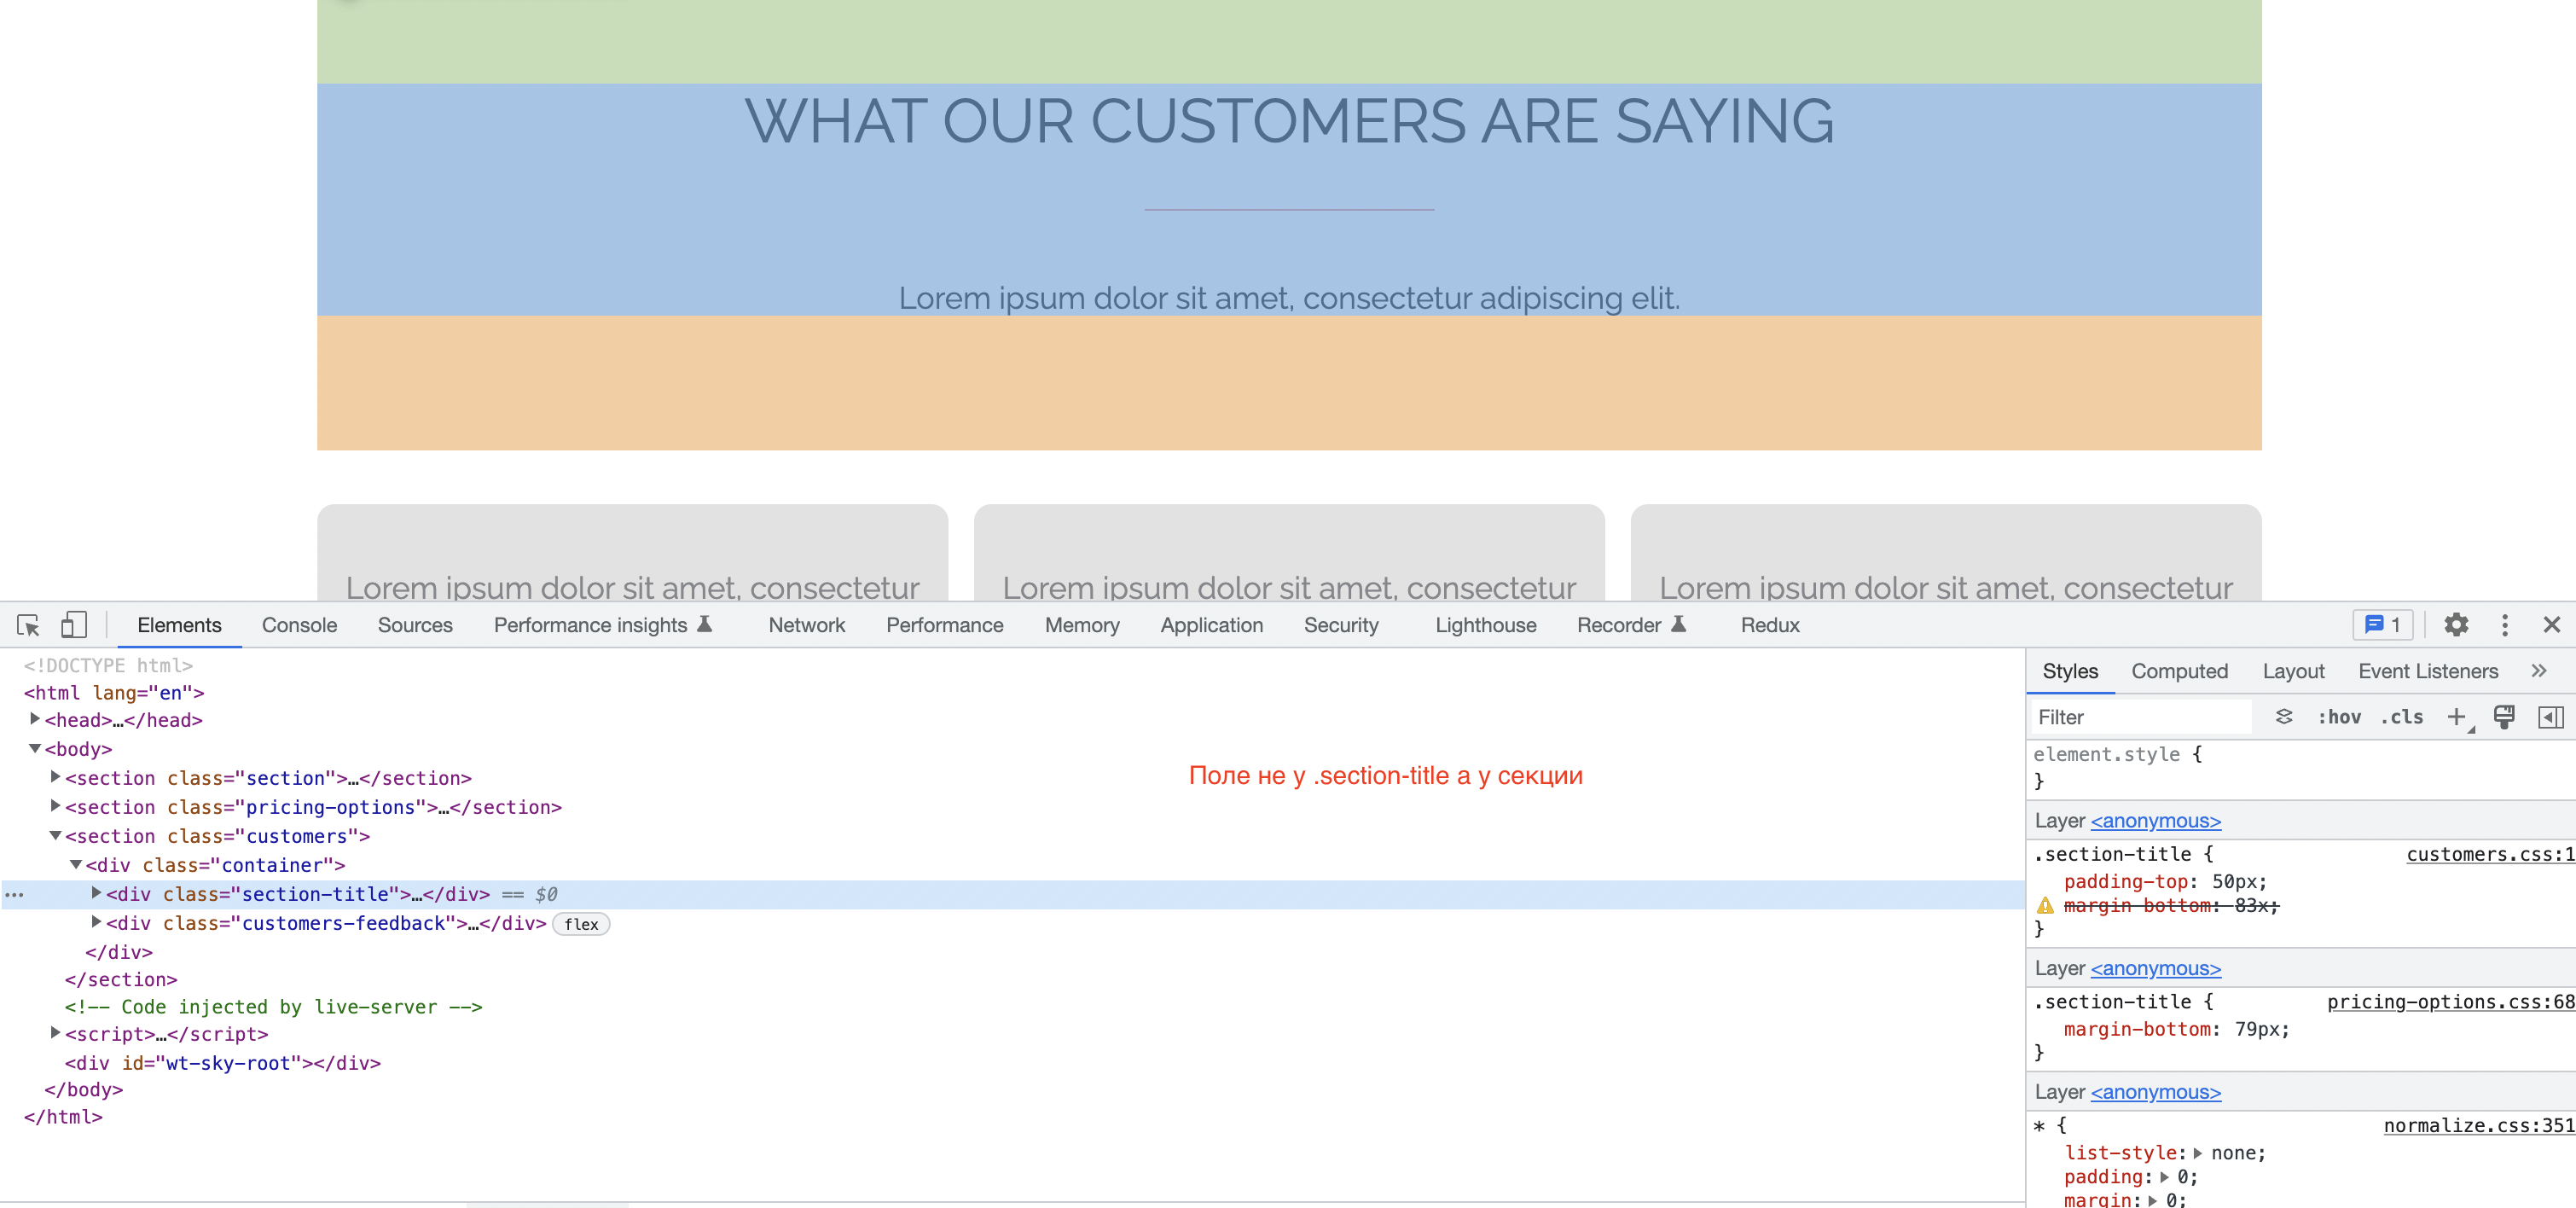 WHAT OUR CUSTOMERS ARE SAYING
Lorem ipsum dolor sit amet, consectetur adipiscing elit.
Lorem ipsum dolor sit amet, consectetur
Lorem ipsum dolor sit amet, consectetur
Lorem ipsum dolor sit amet, consectetur
Elements Console Sources Performance insights Network Performance Memory Application Security Lighthouse Recorder Redux 1
<!DOCTYPE html>
<html lang="en">
<head>…</head>
<body>
<section class="section">…</section>
<section class="pricing-options">…</section>
<section class="customers">
<div class="container">
<div class="section-title">…</div> == $0
<div class="customers-feedback">…</div> flex
</div>
</section>
<!-- Code injected by live-server -->
<script>…</script>
<div id="wt-sky-root"></div>
</body>
</html>
Поле не у .section-title а у секции
Styles Computed Layout Event Listeners
Filter :hov .cls
element.style {
}
Layer <anonymous>
.section-title { customers.css:1
padding-top: 50px;
margin-bottom: 83x;
}
Layer <anonymous>
.section-title { pricing-options.css:68
margin-bottom: 79px;
}
Layer <anonymous>
* { normalize.css:351
list-style: none;
padding: 0;
margin: 0;